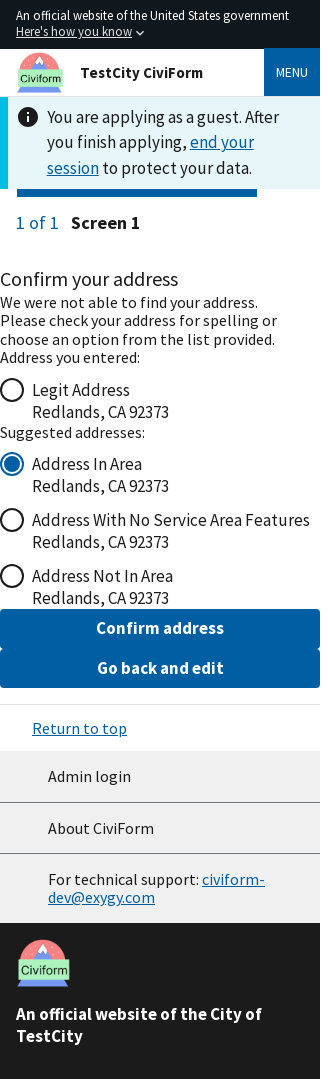 An official website of the United States government
Here's how you know
Civiform
TestCity CiviForm
MENU
You are applying as a guest. After
you finish applying, end your
session to protect your data.
1 of 1 Screen 1
Confirm your address
We were not able to find your address.
Please check your address for spelling or
choose an option from the list provided.
Address you entered:
Legit Address
Redlands, CA 92373
Suggested addresses:
Address In Area
Redlands, CA 92373
Address With No Service Area Features
Redlands, CA 92373
Address Not In Area
Redlands, CA 92373
Confirm address
Go back and edit
Return to top
Admin login
About CiviForm
For technical support: civiform-
dev@exygy.com
Civiform
An official website of the City of
TestCity